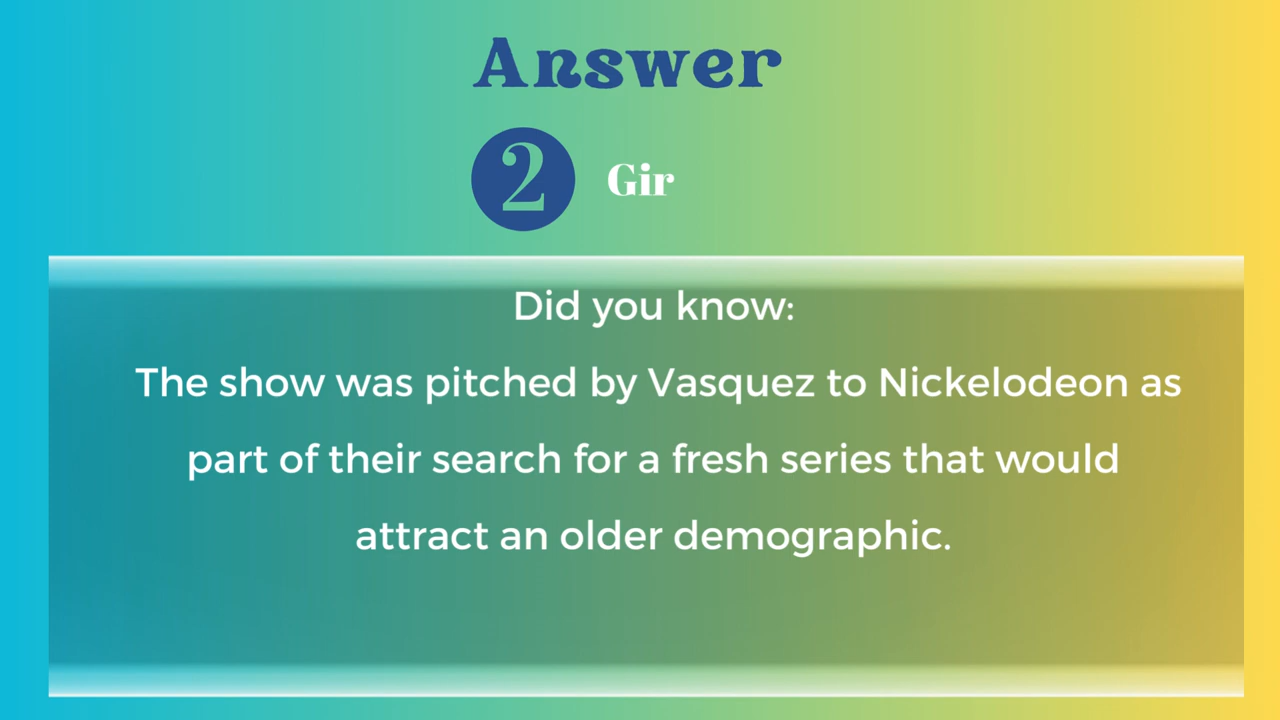 Answer
2 Gir
Did you know:
The show was pitched by Vasquez to Nickelodeon as
part of their search for a fresh series that would
attract an older demographic.